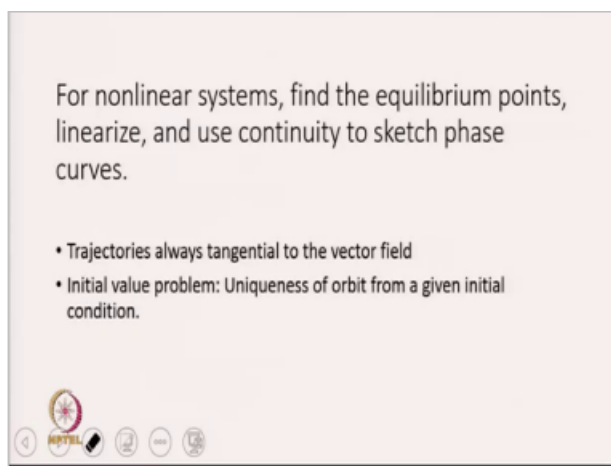 For nonlinear systems, find the equilibrium points,
linearize, and use continuity to sketch phase
curves.
• Trajectories always tangential to the vector field
• Initial value problem: Uniqueness of orbit from a given initial
condition.
NPTEL